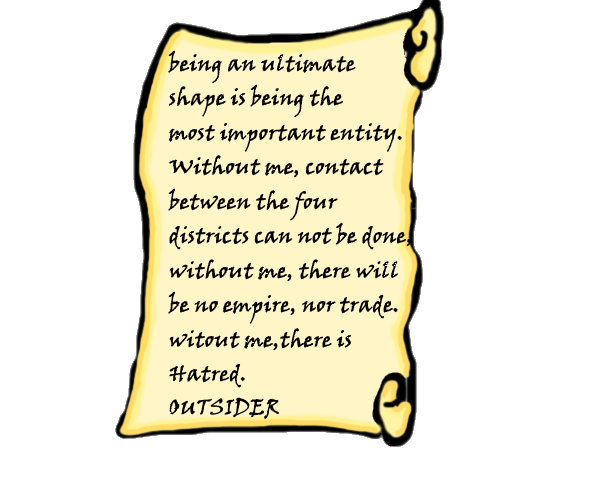 being an ultimate
shape is being the
most important entity.
Without me, contact
between the four
districts can not be done,
without me, there will
be no empire, nor trade.
witout me,there is
Hatred.
OUTSIDER